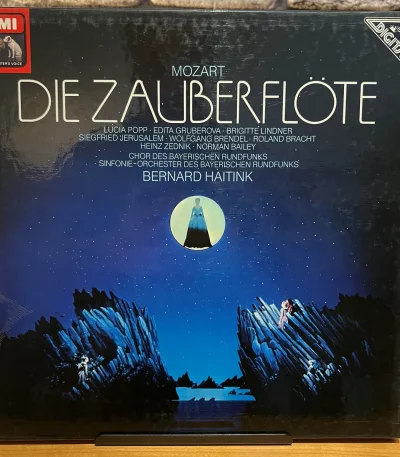 EMI
MOZART
DIGITAL
DIE ZAUBERFLÖTE
LUCIA POPP · EDITA GRUBEROVA · BRIGITTE LINDNER
SIEGFRIED JERUSALEM · WOLFGANG BRENDEL · ROLAND BRACHT
HEINZ ZEDNIK · NORMAN BAILEY
CHOR DES BAYERISCHEN RUNDFUNKS
SINFONIE-ORCHESTER DES BAYERISCHEN RUNDFUNKS
BERNARD HAITINK